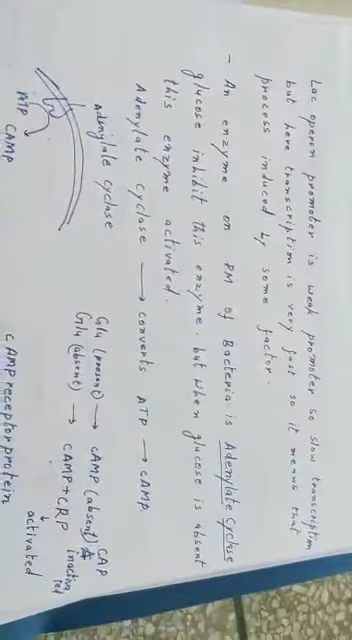 Lac operon promoter is weak promoter so slow transcription
but here transcription is very fast so it means that
process induced by some factor.
- An enzyme on PM of Bacteria is Adenylate cyclase
glucose inhibit this enzyme. but when glucose is absent
this enzyme activated.
Adenylate cyclase → converts ATP → cAMP.
Adenylate cyclase
ATP CAMP
Glu (present) → cAMP (absent) CAP inactiva
Glu (absent) → cAMP + CRP
↓
activated
CAMP receptor protein